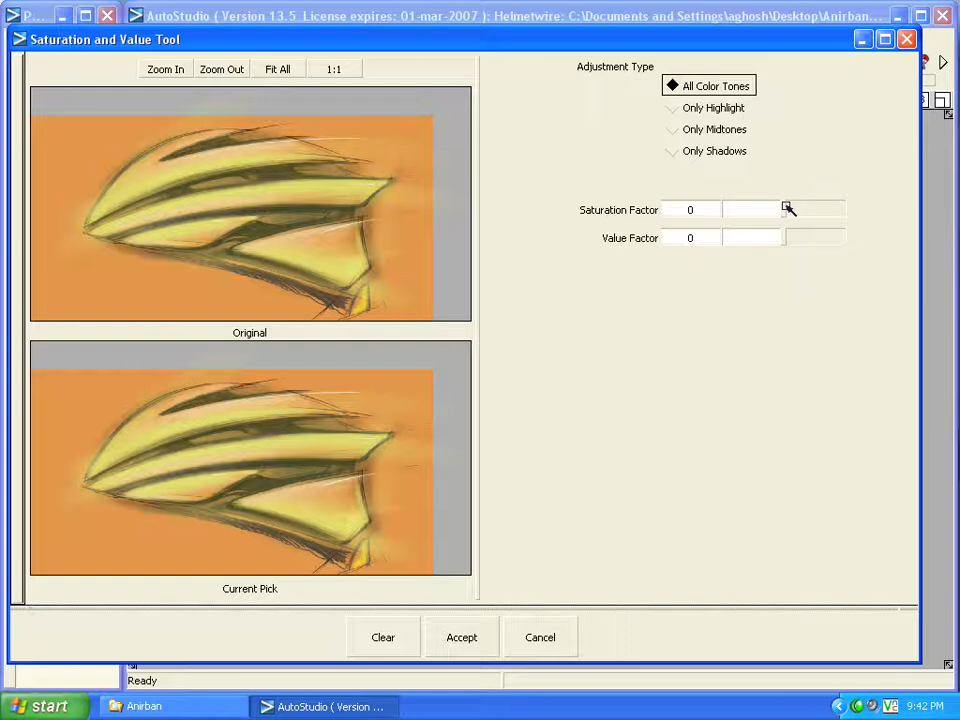 P...
AutoStudio ( Version 13.5 License expires: 01-mar-2007 ): Helmetwire: C:\Documents and Settings\aghosh\Desktop\Anirban...
Saturation and Value Tool
Zoom In
Zoom Out
Fit All
1:1
Adjustment Type
All Color Tones
Only Highlight
Only Midtones
Only Shadows
Saturation Factor
0
Value Factor
0
Original
Current Pick
Clear
Accept
Cancel
Ready
start
Anirban
AutoStudio ( Version ...
9:42 PM